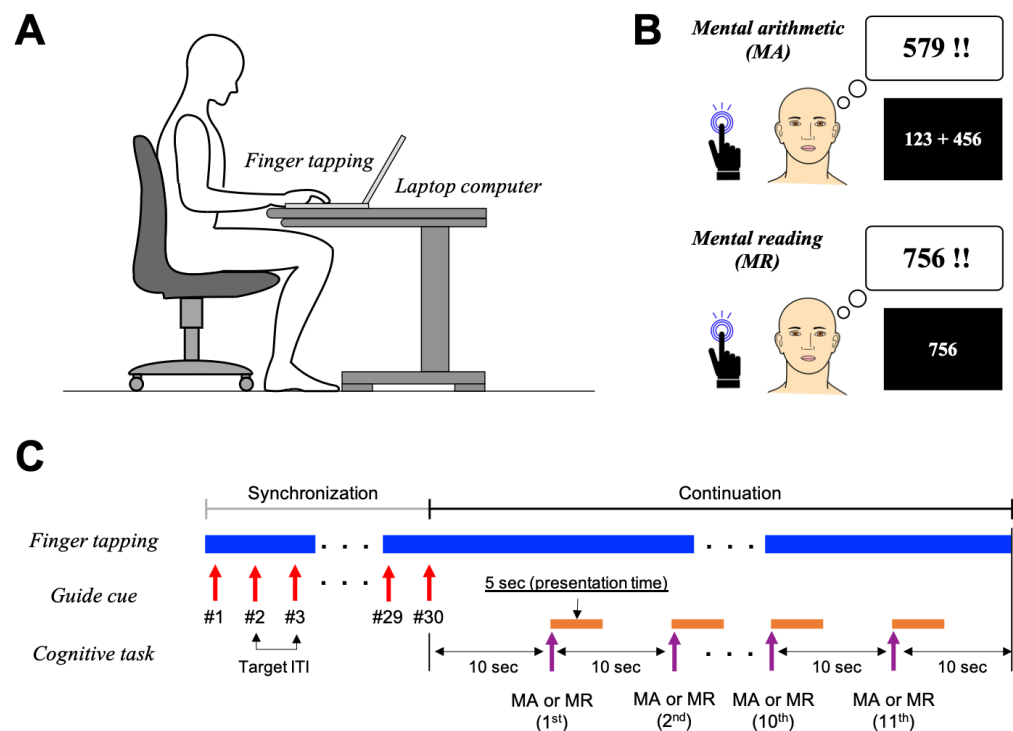 A
Finger tapping
Laptop computer
B
Mental arithmetic
(MA)
579 !!
123 + 456
Mental reading
(MR)
756 !!
756
C
Synchronization
Continuation
Finger tapping
. . .
. . .
Guide cue
. . .
#1
#2
#3
#29
#30
5 sec (presentation time)
Cognitive task
Target ITI
10 sec
10 sec
. . .
10 sec
10 sec
MA or MR
(1st)
MA or MR
(2nd)
MA or MR
(10th)
MA or MR
(11th)